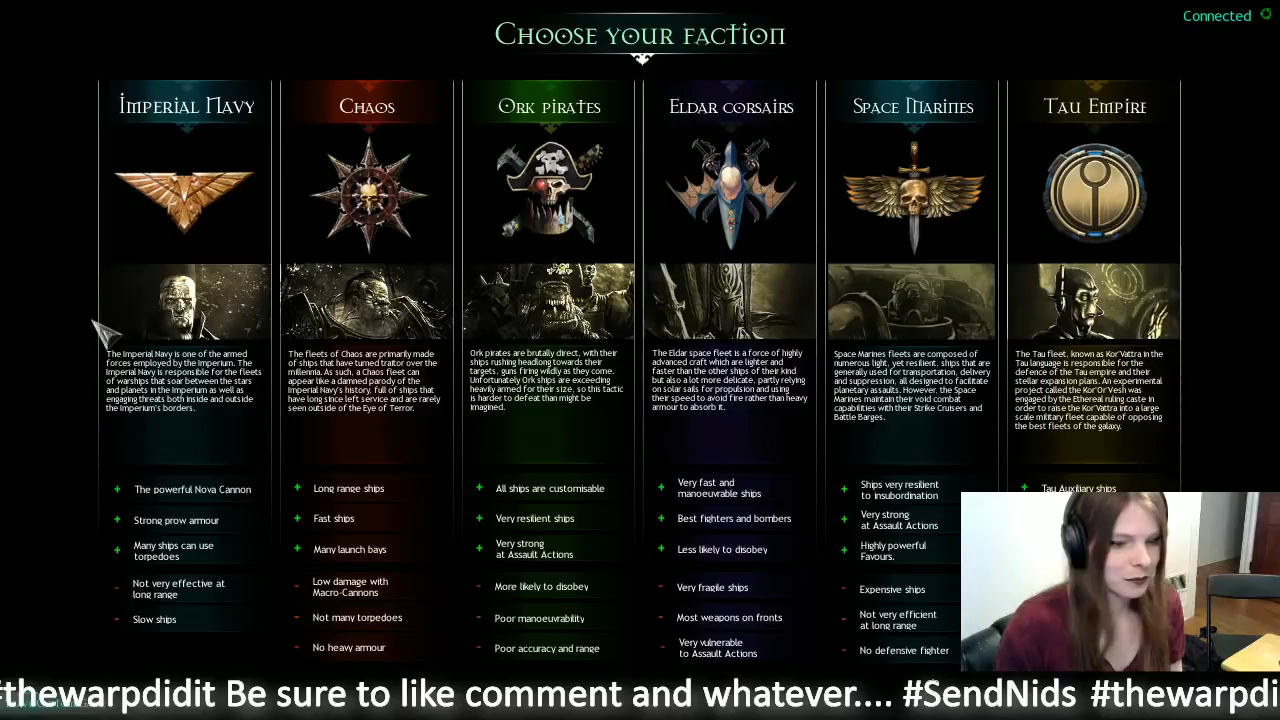 Choose your faction
Connected
Imperial Navy
The Imperial Navy is one of the armed
forces employed by the Imperium. The
Imperial Navy is responsible for the fleets
of warships that soar between the stars
and planets in the Imperium as well as
engaging threats both inside and outside
the Imperium's borders.
+ The powerful Nova Cannon
+ Strong prow armour
+ Many ships can use
torpedoes
- Not very effective at
long range
- Slow ships
Chaos
The fleets of Chaos are primarily made
of ships that have turned traitor over the
millennia. As such, a Chaos fleet can
appear like a damned parody of the
Imperial Navy's history, full of ships that
have long since left service and are rarely
seen outside of the Eye of Terror.
+ Long range ships
+ Fast ships
+ Many launch bays
- Low damage with
Macro-Cannons
- Not many torpedoes
- No heavy armour
Ork pirates
Ork pirates are brutally direct, with their
ships rushing headlong towards their
targets, guns firing wildly as they come.
Unfortunately Ork ships are exceeding
heavily armed for their size, so this tactic
is harder to defeat than might be
imagined.
+ All ships are customisable
+ Very resilient ships
+ Very strong
at Assault Actions
- More likely to disobey
- Poor manoeuvrability
- Poor accuracy and range
Eldar corsairs
The Eldar space fleet is a force of highly
advanced craft which are lighter and
faster than the other ships of their kind
but also a lot more delicate, partly relying
on solar sails for propulsion and using
their speed to avoid fire rather than heavy
armour to absorb it.
+ Very fast and
manoeuvrable ships
+ Best fighters and bombers
+ Less likely to disobey
- Very fragile ships
- Most weapons on fronts
- Very vulnerable
to Assault Actions
Space Marines
Space Marines fleets are composed of
numerous light, yet resilient, ships that are
generally used for transportation, delivery
and suppression, all designed to facilitate
planetary assaults. However, the Space
Marines maintain their void combat
capabilities with their Strike Cruisers and
Battle Barges.
+ Ships very resilient
to insubordination
+ Very strong
at Assault Actions
+ Highly powerful
Favours.
- Expensive ships
- Not very efficient
at long range
- No defensive fighter
Tau Empire
The Tau fleet, known as Kor'Vattra in the
Tau language is responsible for the
defence of the Tau empire and their
stellar expansion plans. An experimental
project called the Kor'Or'Vesh was
engaged by the Ethereal ruling caste in
order to raise the Kor'Vattra into a large
scale military fleet capable of opposing
the best fleets of the galaxy.
+ Tau Auxiliary ships
#thewarpdidit Be sure to like comment and whatever.... #SendNids #thewarpdi